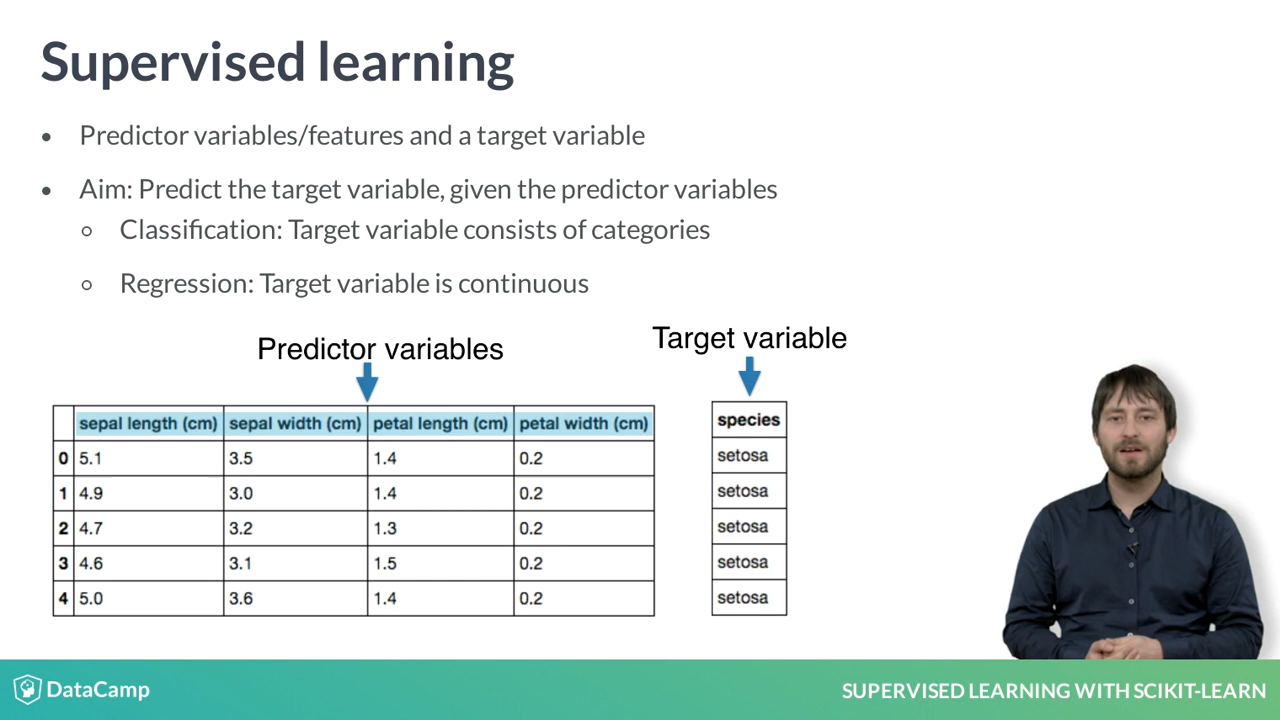 Supervised learning
• Predictor variables/features and a target variable
• Aim: Predict the target variable, given the predictor variables
○ Classification: Target variable consists of categories
○ Regression: Target variable is continuous
Predictor variables
Target variable
sepal length (cm) sepal width (cm) petal length (cm) petal width (cm)
0 5.1 3.5 1.4 0.2
1 4.9 3.0 1.4 0.2
2 4.7 3.2 1.3 0.2
3 4.6 3.1 1.5 0.2
4 5.0 3.6 1.4 0.2
species
setosa
setosa
setosa
setosa
setosa
DataCamp
SUPERVISED LEARNING WITH SCIKIT-LEARN